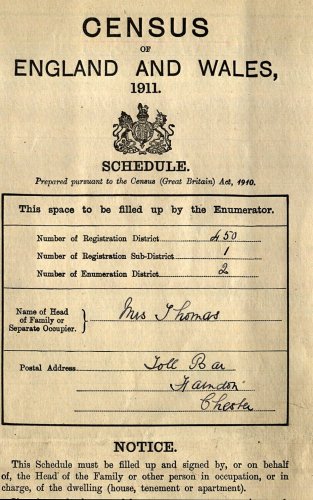 CENSUS
OF
ENGLAND AND WALES,
1911.
SCHEDULE.
Prepared pursuant to the Census (Great Britain) Act, 1910.
This space to be filled up by the Enumerator.
Number of Registration District 450
Number of Registration Sub-District 1
Number of Enumeration District 2
Name of Head
of Family or
Separate Occupier. } Mrs Thomas
Postal Address Toll Bar
Farndon
Chester
NOTICE.
This Schedule must be filled up and signed by, or on behalf
of, the Head of the Family or other person in occupation, or in
charge, of the dwelling (house, tenement or apartment).